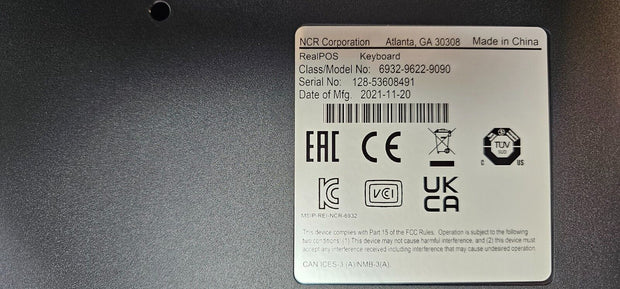 NCR Corporation Atlanta, GA 30308 Made in China
RealPOS Keyboard
Class/Model No: 6932-9622-9090
Serial No: 128-53608491
Date of Mfg. 2021-11-20
EAC CE TÜV SÜD C US
KC VCI UK CA
MSIP-REI-NCR-6932
This device complies with Part 15 of the FCC Rules. Operation is subject to the following
two conditions: (1) This device may not cause harmful interference, and (2) this device must
accept any interference received including interference that may cause undesired operation.
CAN ICES-3 (A)/NMB-3(A)